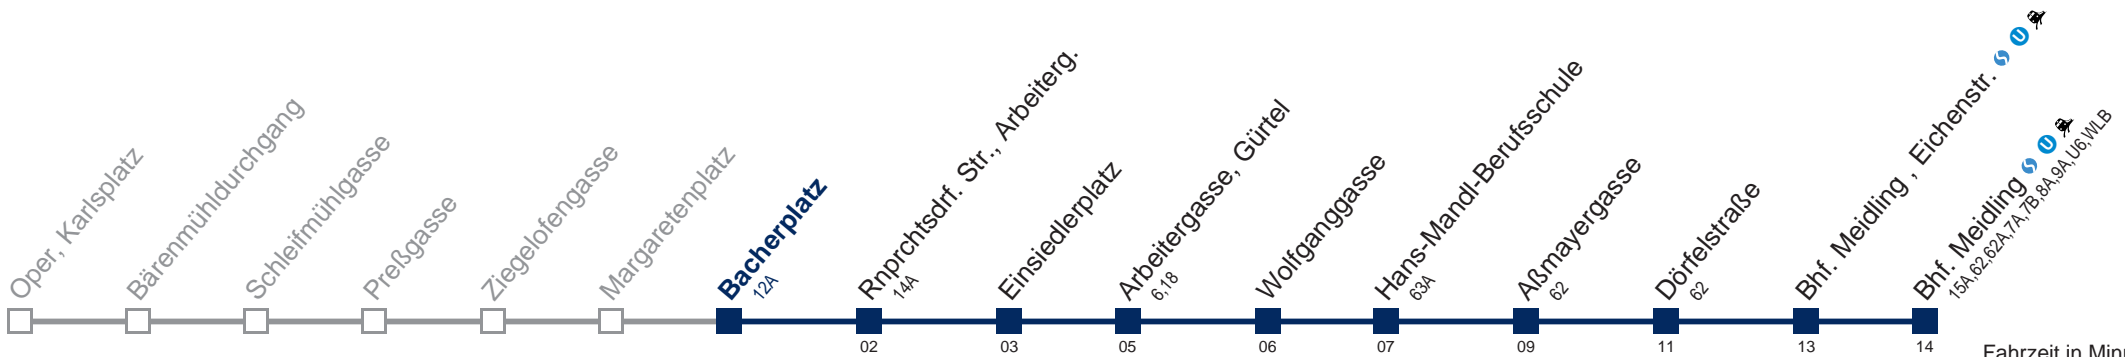 Oper, Karlsplatz
Bärenmühldurchgang
Schleifmühlgasse
Preßgasse
Ziegelofengasse
Margaretenplatz
Bacherplatz
12A
Rnprchtsdrf. Str., Arbeiterg.
14A
Einsiedlerplatz
Arbeitergasse, Gürtel
6,18
Wolfganggasse
Hans-Mandl-Berufsschule
63A
Aßmayergasse
62
Dörfelstraße
62
Bhf. Meidling , Eichenstr. S U
Bhf. Meidling S U
15A,62,62A,7A,7B,8A,9A,U6,WLB
02 03 05 06 07 09 11 13 14
Fahrzeit in